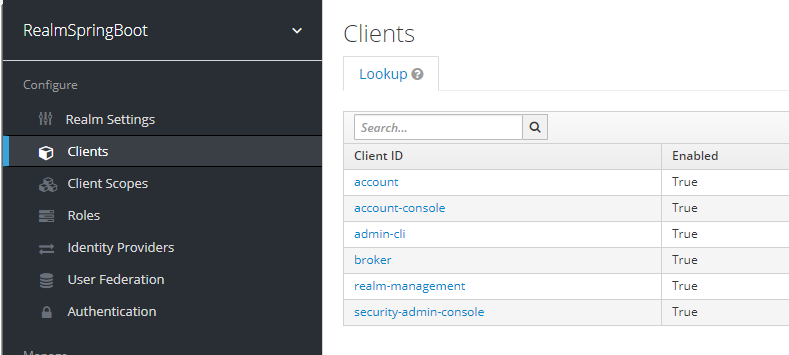 RealmSpringBoot
Configure
Realm Settings
Clients
Client Scopes
Roles
Identity Providers
User Federation
Authentication
Clients
Lookup
Search...
Client ID Enabled
account True
account-console True
admin-cli True
broker True
realm-management True
security-admin-console True